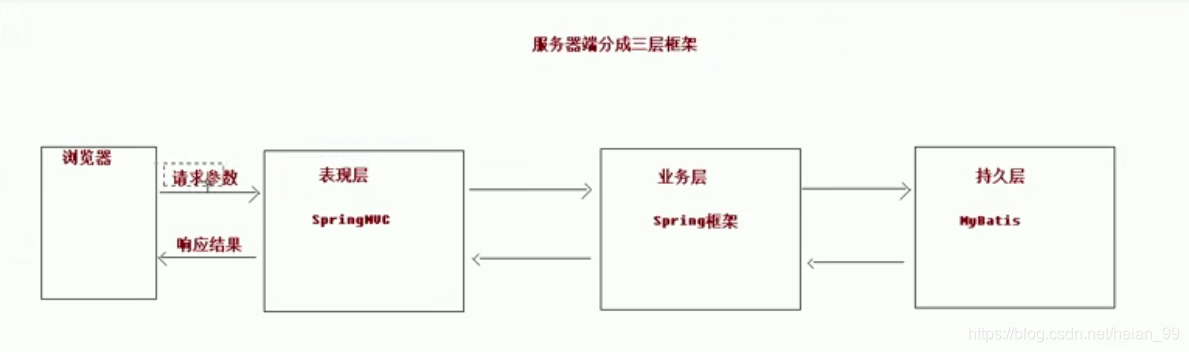 服务器端分成三层框架
浏览器
请求参数
响应结果
表现层
SpringMVC
业务层
Spring框架
持久层
MyBatis
https://blog.csdn.net/helan_99